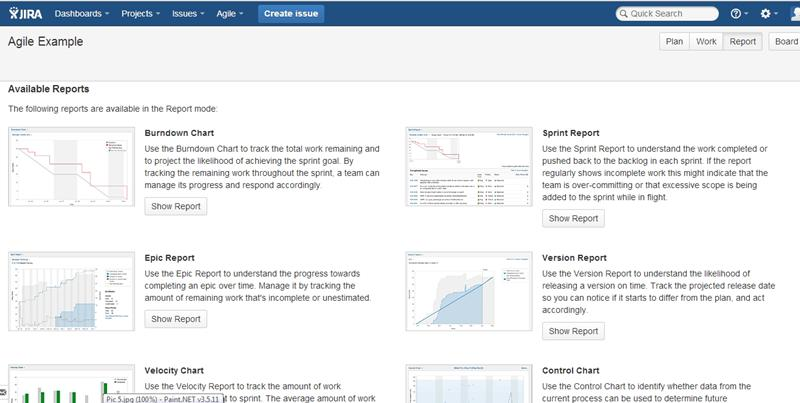 JIRA Dashboards Projects Issues Agile Create issue Quick Search
Agile Example
Plan Work Report Board
Available Reports
The following reports are available in the Report mode:
Burndown Chart
Use the Burndown Chart to track the total work remaining and
to project the likelihood of achieving the sprint goal. By
tracking the remaining work throughout the sprint, a team can
manage its progress and respond accordingly.
Show Report
Sprint Report
Use the Sprint Report to understand the work completed or
pushed back to the backlog in each sprint. If the report
regularly shows incomplete work this might indicate that the
team is over-committing or that excessive scope is being
added to the sprint while in flight.
Show Report
Epic Report
Use the Epic Report to understand the progress towards
completing an epic over time. Manage it by tracking the
amount of remaining work that's incomplete or unestimated.
Show Report
Version Report
Use the Version Report to understand the likelihood of
releasing a version on time. Track the projected release date
so you can notice if it starts to differ from the plan, and act
accordingly.
Show Report
Velocity Chart
Use the Velocity Report to track the amount of work
t to sprint. The average amount of work
Pic 5.jpg (100%) - Paint.NET v3.5.11
Control Chart
Use the Control Chart to identify whether data from the
current process can be used to determine future